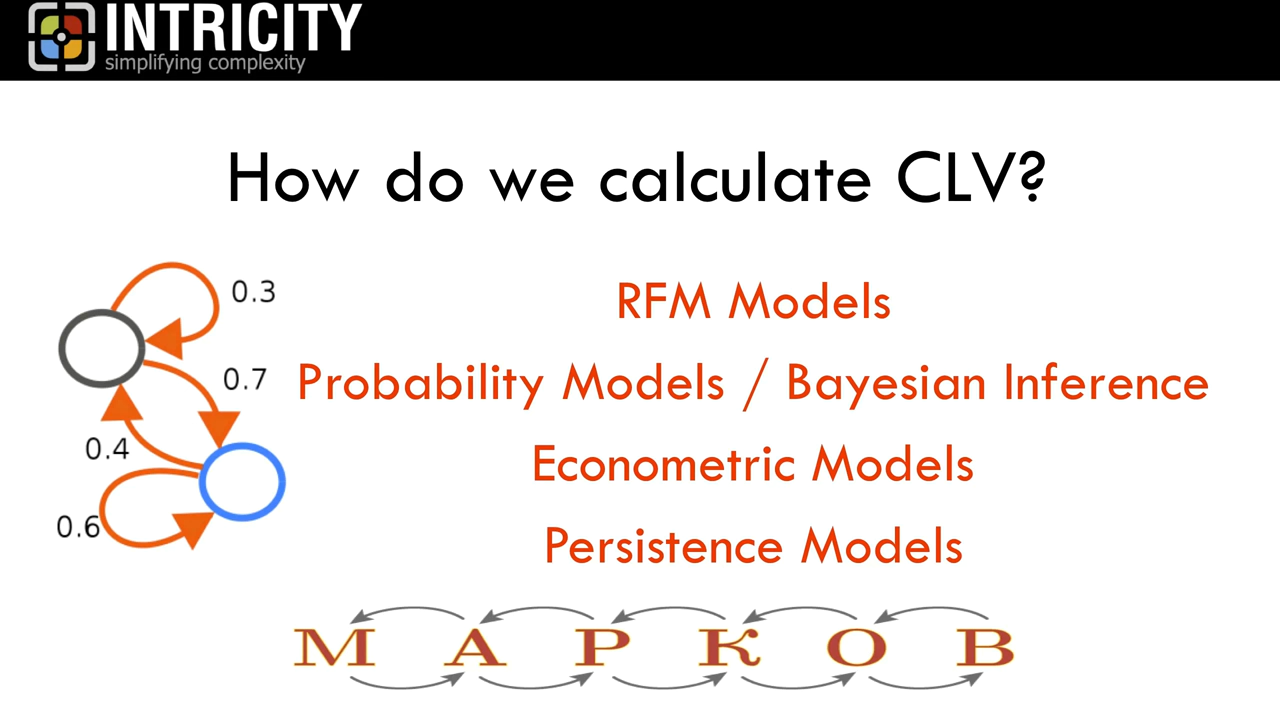 INTRICITY
simplifying complexity
How do we calculate CLV?
0.3
0.7
0.4
0.6
RFM Models
Probability Models / Bayesian Inference
Econometric Models
Persistence Models
МАРКОВ